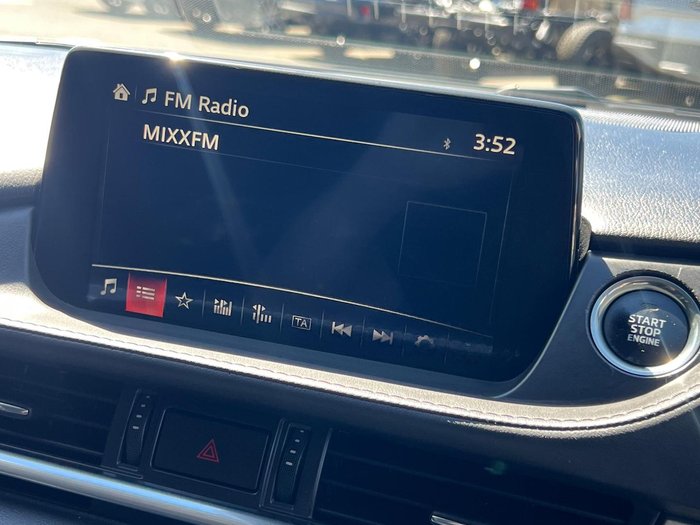 FM Radio
MIXXFM
3:52
TA
START
STOP
ENGINE